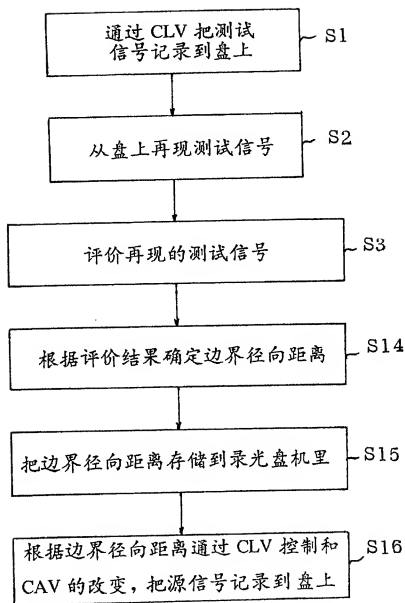 通过 CLV 把测试
信号记录到盘上
S1
从盘上再现测试信号
S2
评价再现的测试信号
S3
根据评价结果确定边界径向距离
S14
把边界径向距离存储到录光盘机里
S15
根据边界径向距离通过 CLV 控制和
CAV 的改变，把源信号记录到盘上
S16